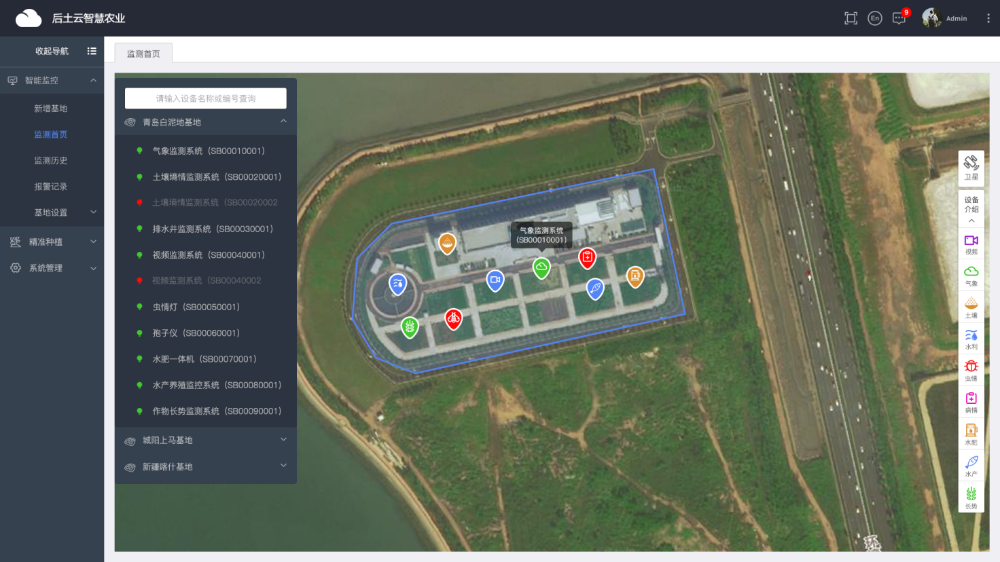 后土云智慧农业
En
9
Admin
收起导航
监测首页
智能监控
新增基地
监测首页
监测历史
报警记录
基地设置
精准种植
系统管理
请输入设备名称或编号查询
青岛白泥地基地
气象监测系统（SB00010001）
土壤墒情监测系统（SB00020001）
土壤墒情监测系统（SB00020002
排水井监测系统（SB00030001）
视频监测系统（SB00040001）
视频监测系统（SB00040002
虫情灯（SB00050001）
孢子仪（SB00060001）
水肥一体机（SB00070001）
水产养殖监控系统（SB00080001）
作物长势监测系统（SB00090001）
城阳上马基地
新疆喀什基地
气象监测系统
（SB00010001）
卫星
设备
介绍
视频
气象
土壤
水利
虫情
病情
水肥
水产
长势
环